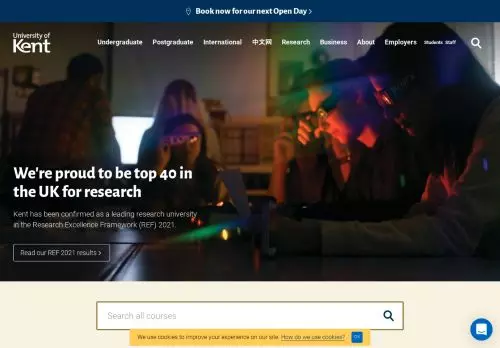 Book now for our next Open Day >
University of
Kent
Undergraduate Postgraduate International 中文网 Research Business About Employers Students Staff
We're proud to be top 40 in
the UK for research
Kent has been confirmed as a leading research university
in the Research Excellence Framework (REF) 2021.
Read our REF 2021 results >
Search all courses
We use cookies to improve your experience on our site. How do we use cookies? OK